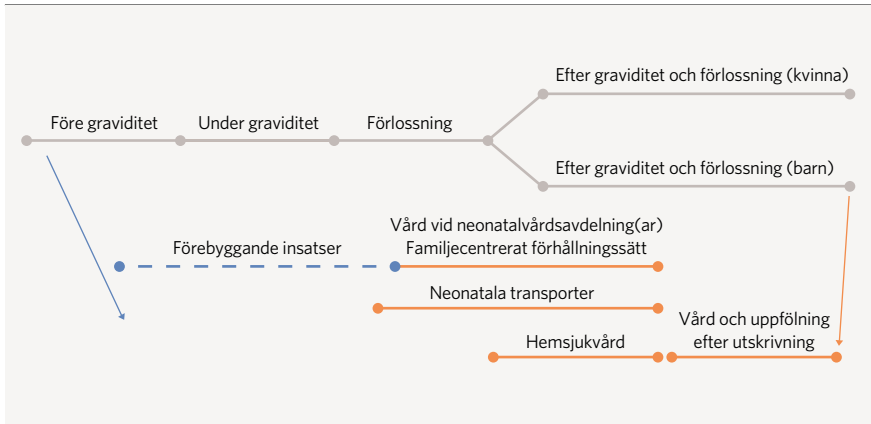 Efter graviditet och förlossning (kvinna)
Före graviditet
Under graviditet
Förlossning
Efter graviditet och förlossning (barn)
Vård vid neonatalvårdsavdelning(ar)
Förebyggande insatser
Familjecentrerat förhållningssätt
Neonatala transporter
Vård och uppfölning
efter utskrivning
Hemsjukvård